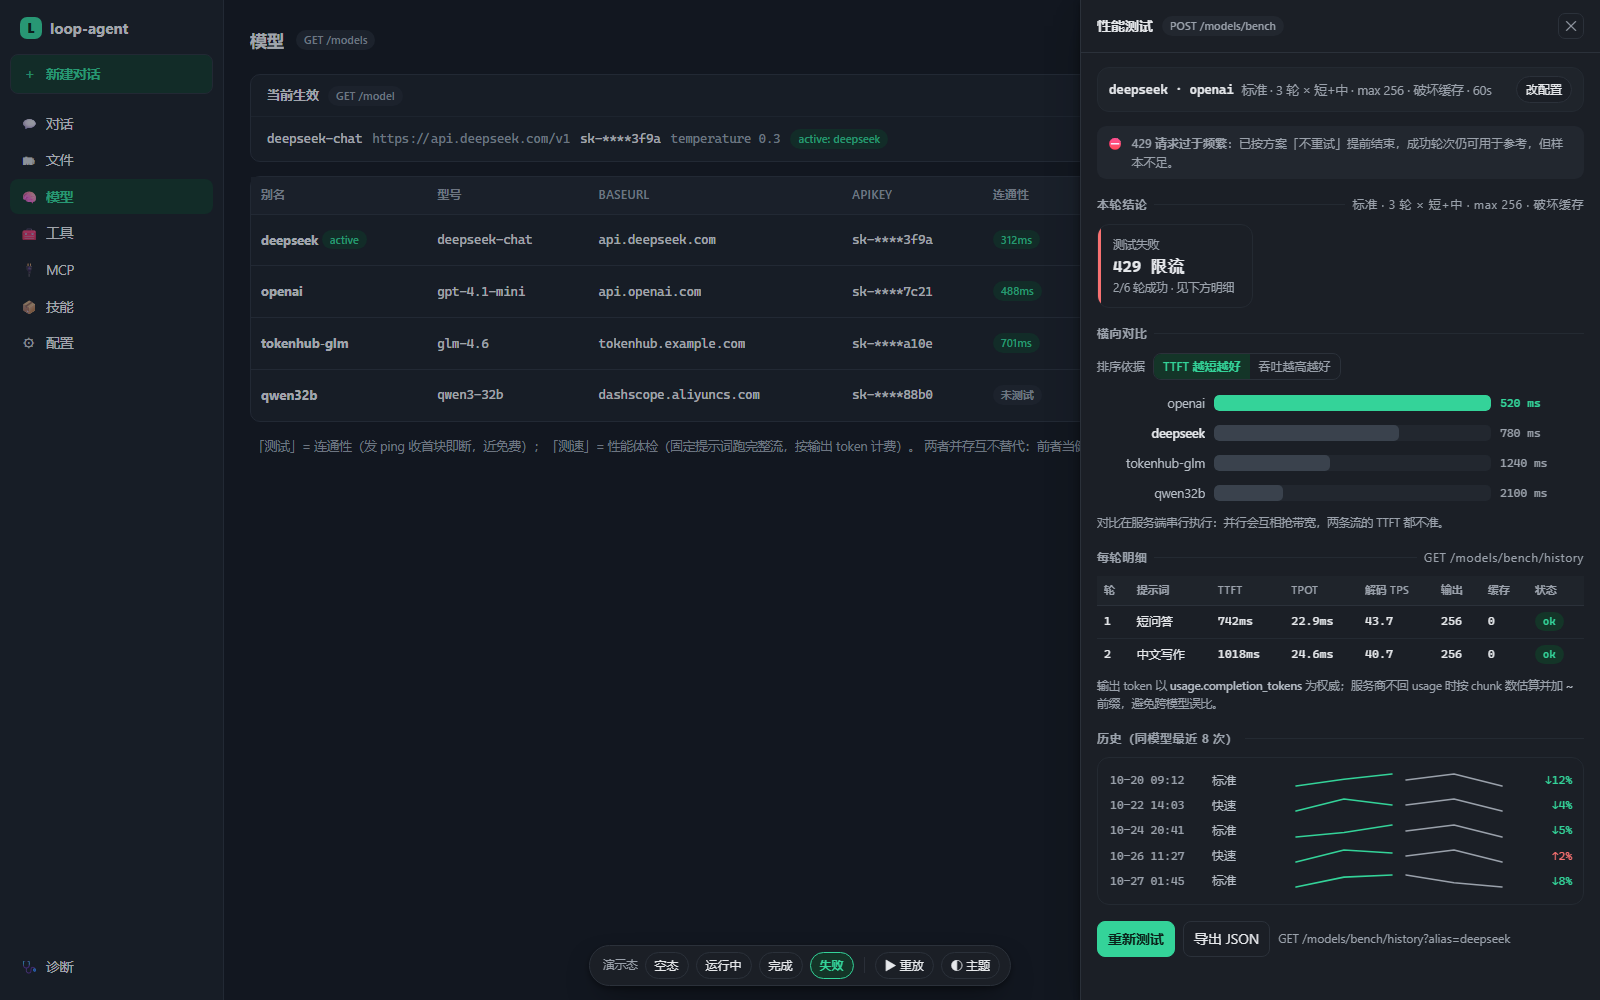 L loop-agent
+ 新建对话
对话
文件
模型
工具
MCP
技能
配置
诊断
模型 GET /models
当前生效 GET /model
deepseek-chat https://api.deepseek.com/v1 sk-****3f9a temperature 0.3 active: deepseek
别名 型号 BASEURL APIKEY 连通性
deepseek active deepseek-chat api.deepseek.com sk-****3f9a 312ms
openai gpt-4.1-mini api.openai.com sk-****7c21 488ms
tokenhub-glm glm-4.6 tokenhub.example.com sk-****a10e 701ms
qwen32b qwen3-32b dashscope.aliyuncs.com sk-****88b0 未测试
「测试」= 连通性（发 ping 收首块即断，近免费）；「测速」= 性能体检（固定提示词跑完整流，按输出 token 计费）。两者并存互不替代：前者当
演示态 空态 运行中 完成 失败 ▶ 重放 ◐ 主题
性能测试 POST /models/bench
deepseek · openai 标准 · 3 轮 × 短+中 · max 256 · 破坏缓存 · 60s 改配置
429 请求过于频繁：已按方案「不重试」提前结束，成功轮次仍可用于参考，但样
本不足。
本轮结论 标准 · 3 轮 × 短+中 · max 256 · 破坏缓存
测试失败
429 限流
2/6 轮成功 · 见下方明细
横向对比
排序依据 TTFT 越短越好 吞吐越高越好
openai 520 ms
deepseek 780 ms
tokenhub-glm 1240 ms
qwen32b 2100 ms
对比在服务端串行执行：并行会互相抢带宽，两条流的 TTFT 都不准。
每轮明细 GET /models/bench/history
轮 提示词 TTFT TPOT 解码 TPS 输出 缓存 状态
1 短问答 742ms 22.9ms 43.7 256 0 ok
2 中文写作 1018ms 24.6ms 40.7 256 0 ok
输出 token 以 usage.completion_tokens 为权威；服务商不回 usage 时按 chunk 数估算并加 ~
前缀，避免跨模型误比。
历史（同模型最近 8 次）
10-20 09:12 标准 ↓12%
10-22 14:03 快速 ↓4%
10-24 20:41 标准 ↓5%
10-26 11:27 快速 ↑2%
10-27 01:45 标准 ↓8%
重新测试 导出 JSON GET /models/bench/history?alias=deepseek